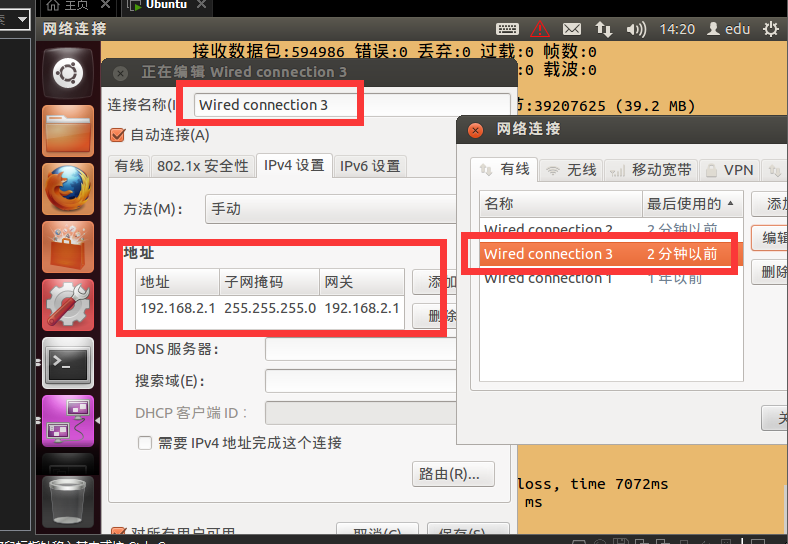 主页
Ubuntu
网络连接
14:20
edu
接收数据包:594986 错误:0 丢弃:0 过载:0 帧数:0
:0 载波:0
:39207625 (39.2 MB)
正在编辑 Wired connection 3
连接名称(I
Wired connection 3
自动连接(A)
有线
802.1x 安全性
IPv4 设置
IPv6 设置
方法(M)：
手动
地址
地址
子网掩码
网关
添加
192.168.2.1
255.255.255.0
192.168.2.1
删除
DNS 服务器：
搜索域(E)：
DHCP 客户端 ID：
需要 IPv4 地址完成这个连接
路由(R)...
对所有用户可用
取消(C)
保存(S)...
网络连接
有线
无线
移动宽带
VPN
名称
最后使用的
添加
Wired connection 2
2 分钟以前
编辑
Wired connection 3
2 分钟以前
删除
Wired connection 1
1 年以前
关
loss, time 7072ms
ms